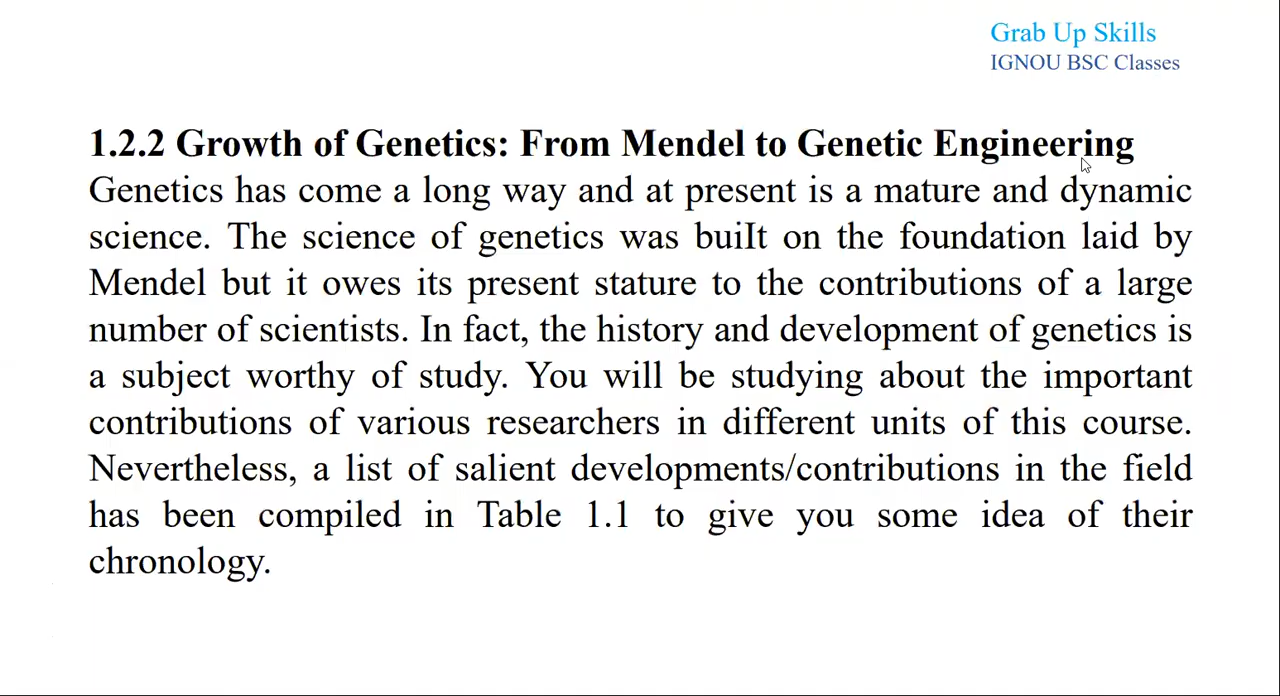 Grab Up Skills
IGNOU BSC Classes
1.2.2 Growth of Genetics: From Mendel to Genetic Engineering
Genetics has come a long way and at present is a mature and dynamic
science. The science of genetics was buiIt on the foundation laid by
Mendel but it owes its present stature to the contributions of a large
number of scientists. In fact, the history and development of genetics is
a subject worthy of study. You will be studying about the important
contributions of various researchers in different units of this course.
Nevertheless, a list of salient developments/contributions in the field
has been compiled in Table 1.1 to give you some idea of their
chronology.